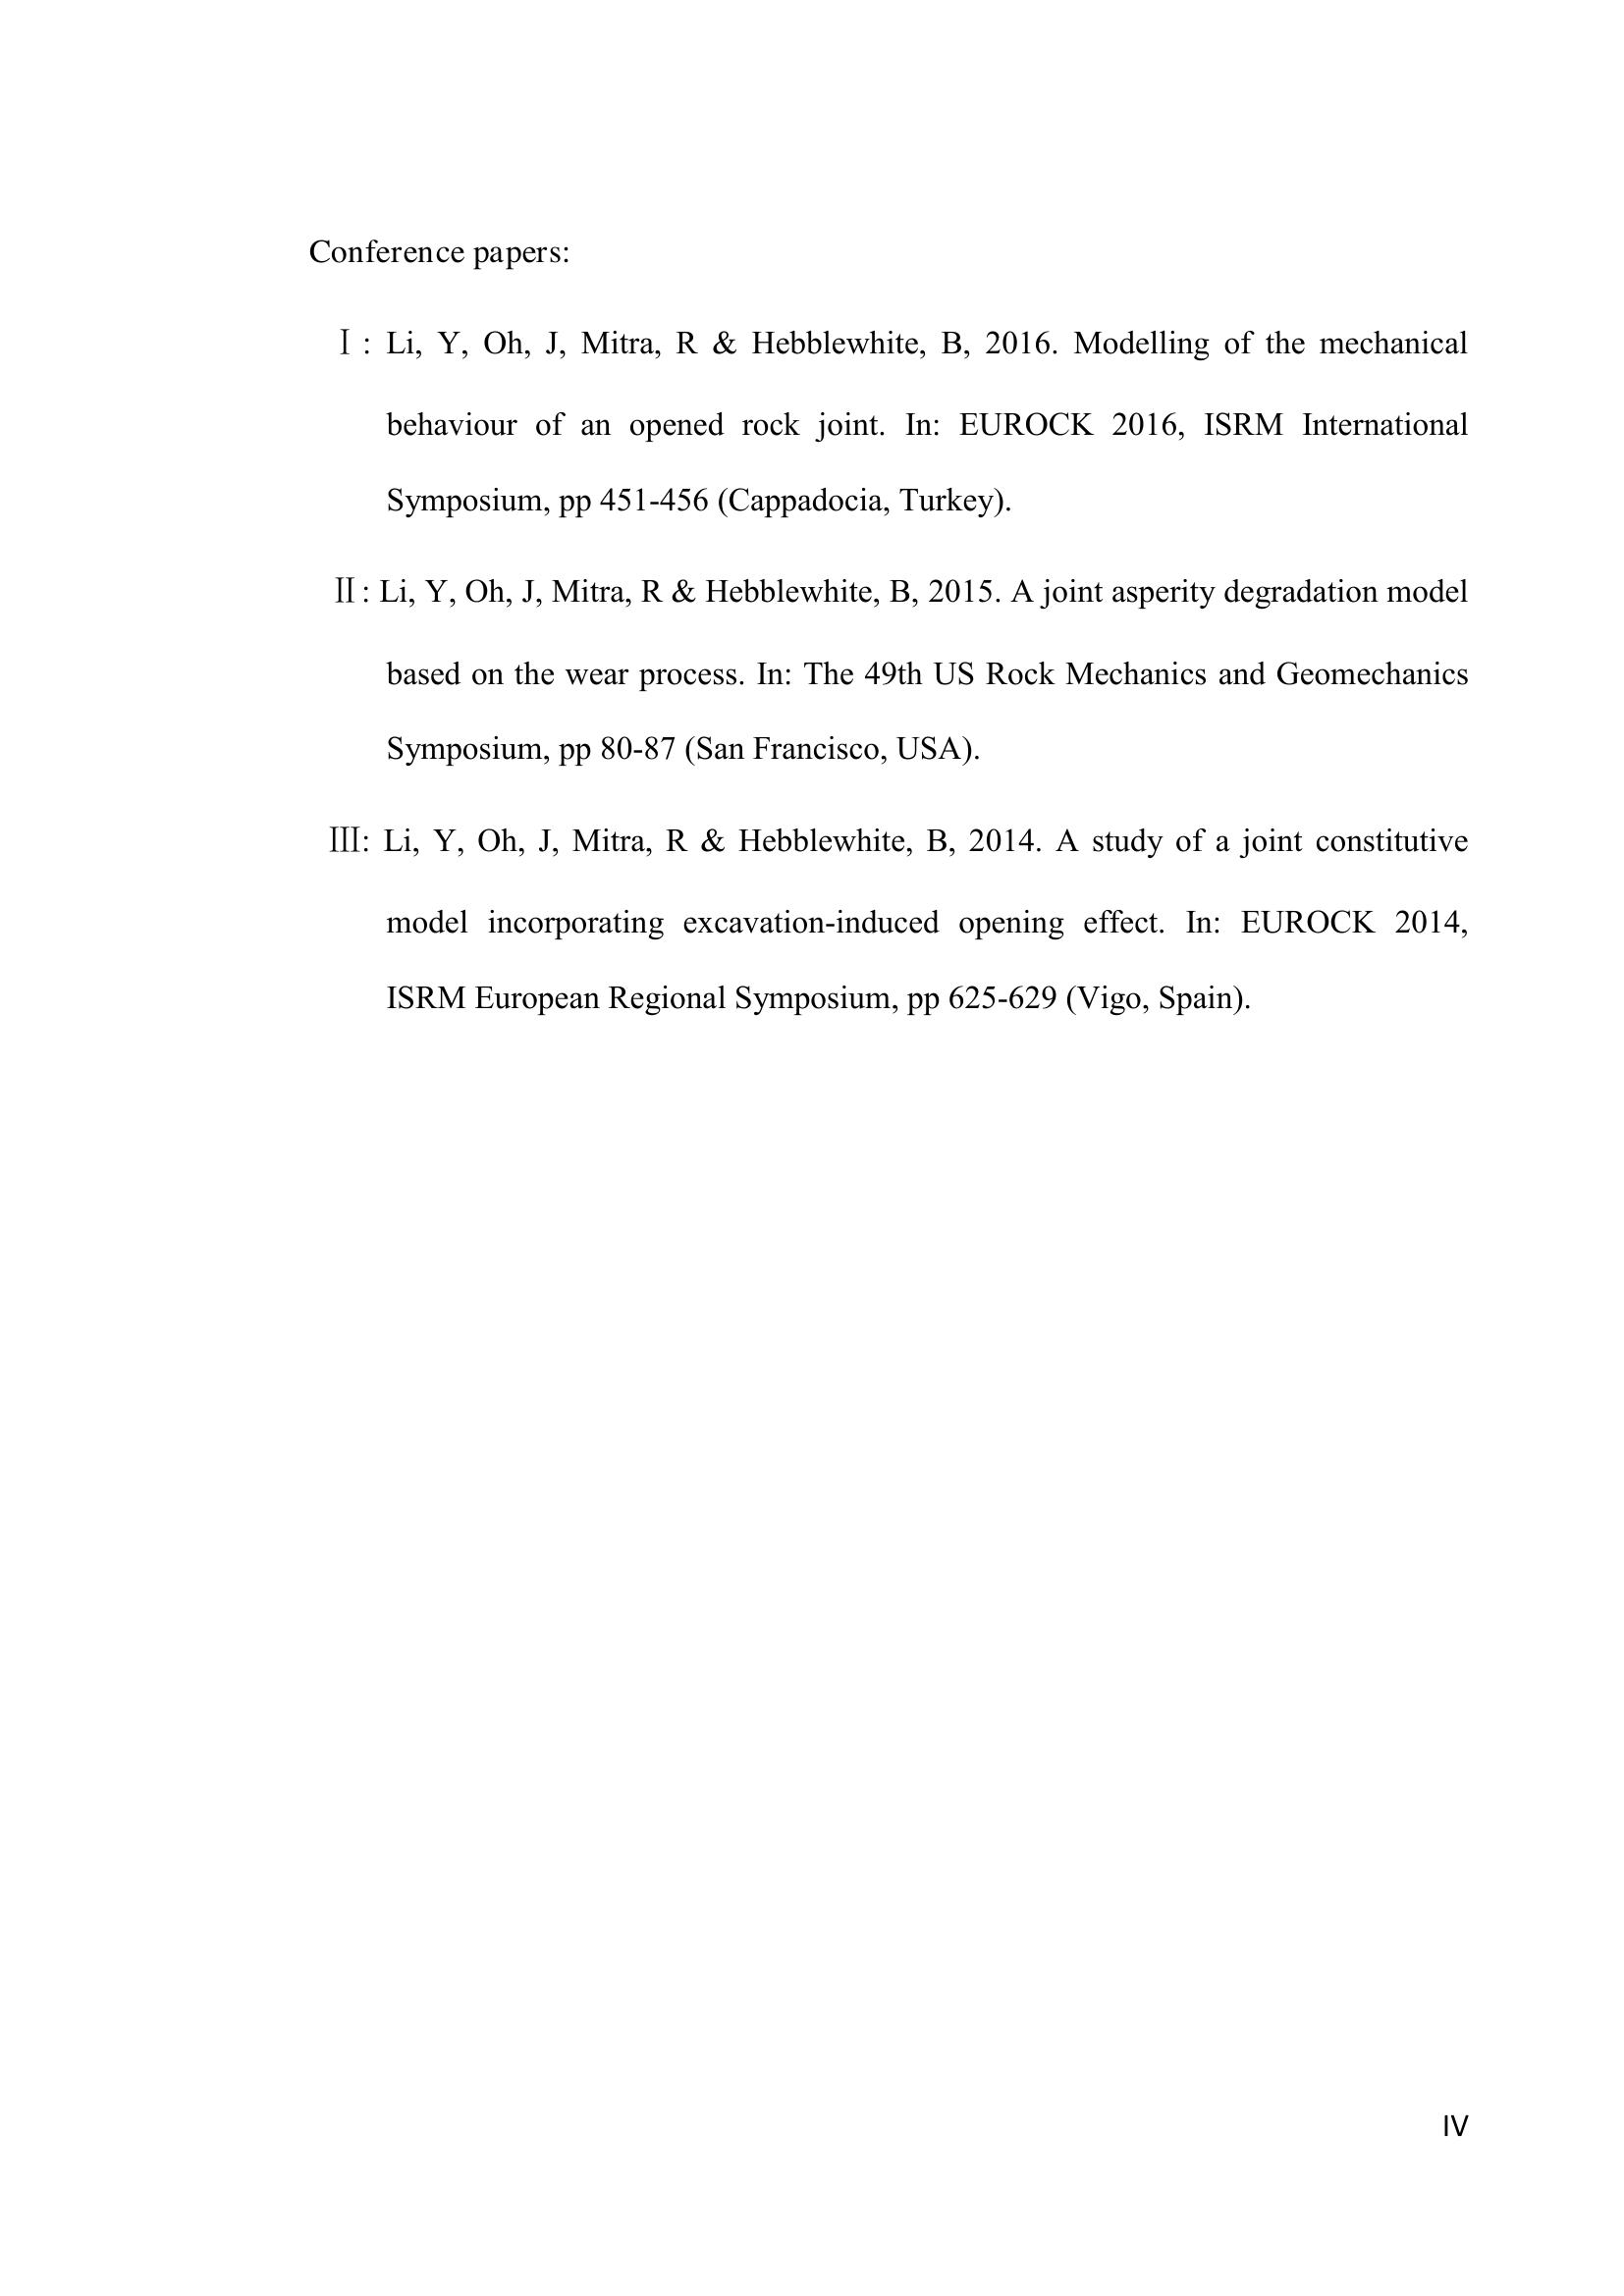 Conference papers:
Ⅰ: Li, Y, Oh, J, Mitra, R & Hebblewhite, B, 2016. Modelling of the mechanical
behaviour of an opened rock joint. In: EUROCK 2016, ISRM International
Symposium, pp 451-456 (Cappadocia, Turkey).
Ⅱ: Li, Y, Oh, J, Mitra, R & Hebblewhite, B, 2015. A joint asperity degradation model
based on the wear process. In: The 49th US Rock Mechanics and Geomechanics
Symposium, pp 80-87 (San Francisco, USA).
Ⅲ: Li, Y, Oh, J, Mitra, R & Hebblewhite, B, 2014. A study of a joint constitutive
model incorporating excavation-induced opening effect. In: EUROCK 2014,
ISRM European Regional Symposium, pp 625-629 (Vigo, Spain).
IV